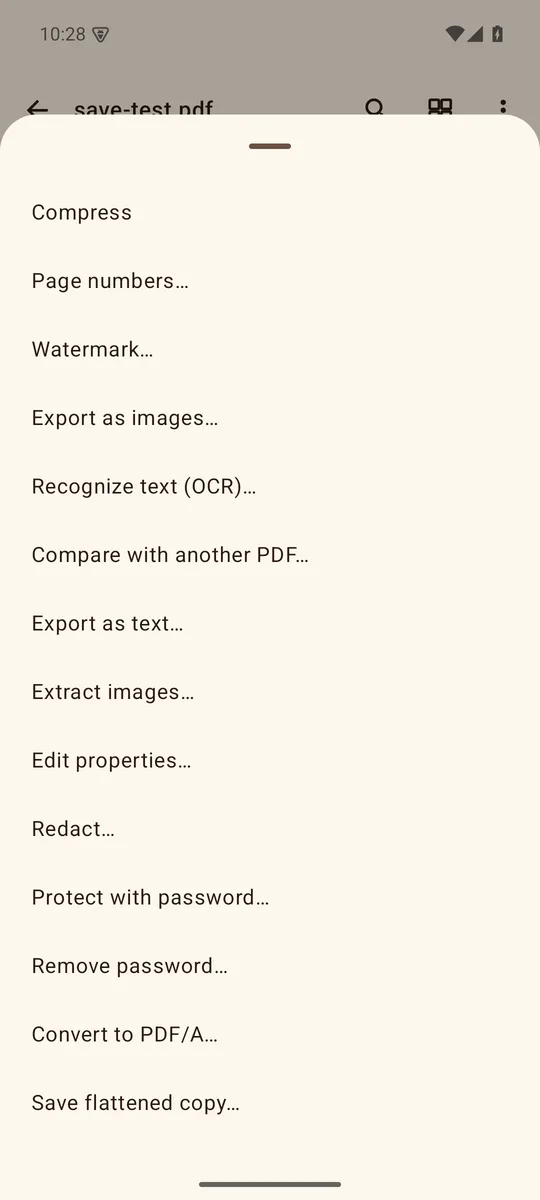 10:28
save-test.pdf
Compress
Page numbers…
Watermark…
Export as images…
Recognize text (OCR)…
Compare with another PDF…
Export as text…
Extract images…
Edit properties…
Redact…
Protect with password…
Remove password…
Convert to PDF/A…
Save flattened copy…